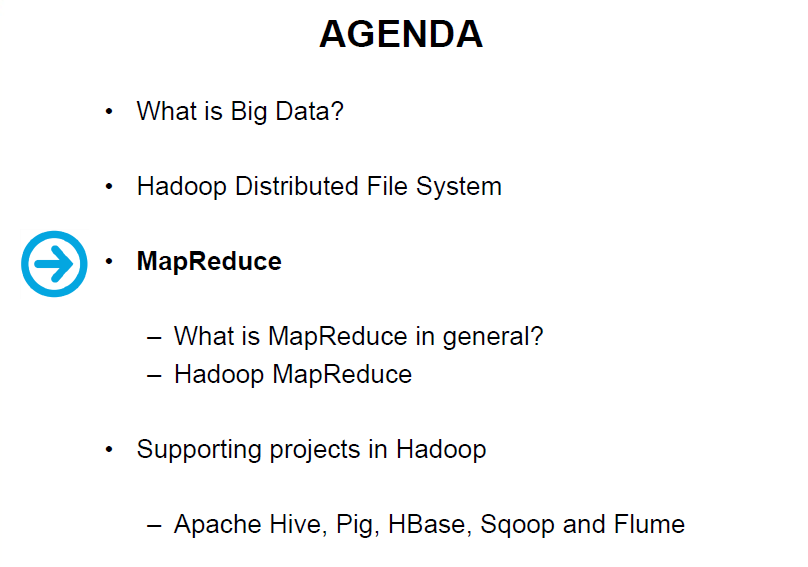 AGENDA
• What is Big Data?
• Hadoop Distributed File System
• MapReduce
– What is MapReduce in general?
– Hadoop MapReduce
• Supporting projects in Hadoop
– Apache Hive, Pig, HBase, Sqoop and Flume